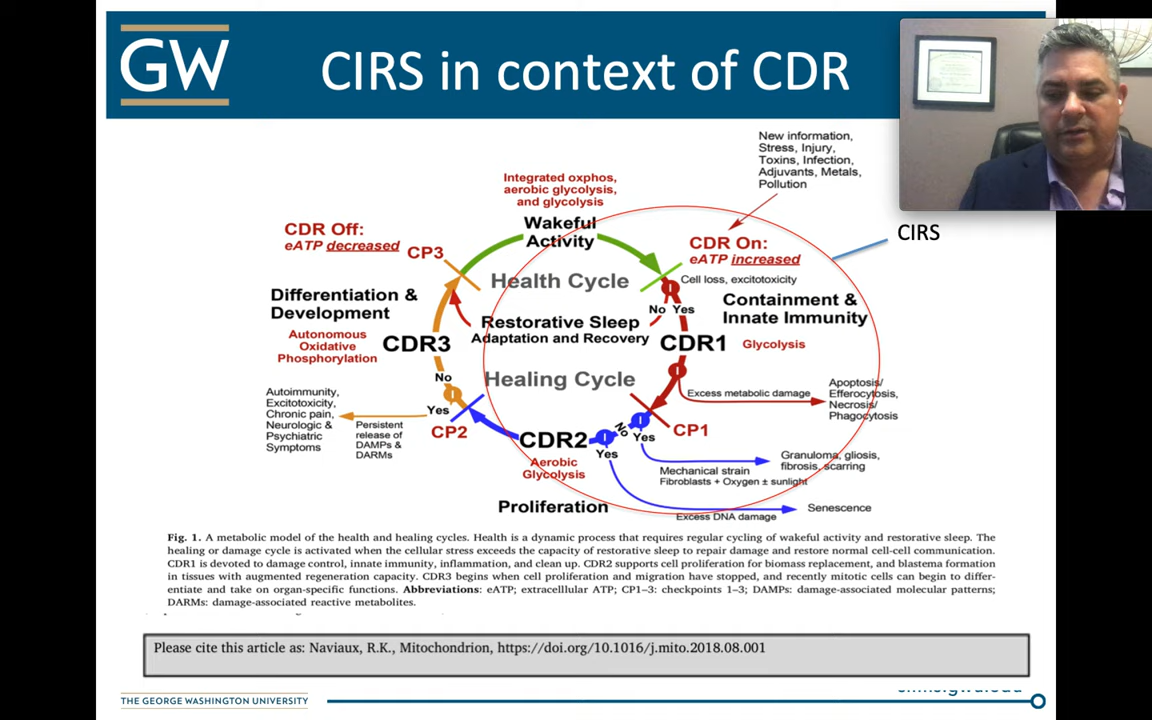 GW
CIRS in context of CDR
New information,
Stress, Injury,
Toxins, Infection,
Adjuvants, Metals,
Pollution
Integrated oxphos,
aerobic glycolysis,
and glycolysis
Wakeful
Activity
CDR Off:
eATP decreased
CP3
CDR On:
eATP increased
CIRS
Health Cycle
Cell loss, excitotoxicity
Differentiation &
Development
Containment &
Innate Immunity
No Yes
Restorative Sleep
Adaptation and Recovery
Autonomous
Oxidative
Phosphorylation
CDR3
CDR1
Glycolysis
No
Healing Cycle
Excess metabolic damage
Apoptosis/
Efferocytosis,
Necrosis/
Phagocytosis
Autoimmunity,
Excitotoxicity,
Chronic pain,
Neurologic &
Psychiatric
Symptoms
Yes
Persistent
release of
DAMPs &
DARMs
CP2
CDR2
No
Yes
CP1
Yes
Aerobic
Glycolysis
Mechanical strain
Fibroblasts + Oxygen ± sunlight
Granuloma, gliosis,
fibrosis, scarring
Proliferation
Excess DNA damage
Senescence
Fig. 1. A metabolic model of the health and healing cycles. Health is a dynamic process that requires regular cycling of wakeful activity and restorative sleep. The
healing or damage cycle is activated when the cellular stress exceeds the capacity of restorative sleep to repair damage and restore normal cell-cell communication.
CDR1 is devoted to damage control, innate immunity, inflammation, and clean up. CDR2 supports cell proliferation for biomass replacement, and blastema formation
in tissues with augmented regeneration capacity. CDR3 begins when cell proliferation and migration have stopped, and recently mitotic cells can begin to differ-
entiate and take on organ-specific functions. Abbreviations: eATP; extracelllular ATP; CP1–3: checkpoints 1–3; DAMPs: damage-associated molecular patterns;
DARMs: damage-associated reactive metabolites.
Please cite this article as: Naviaux, R.K., Mitochondrion, https://doi.org/10.1016/j.mito.2018.08.001
THE GEORGE WASHINGTON UNIVERSITY